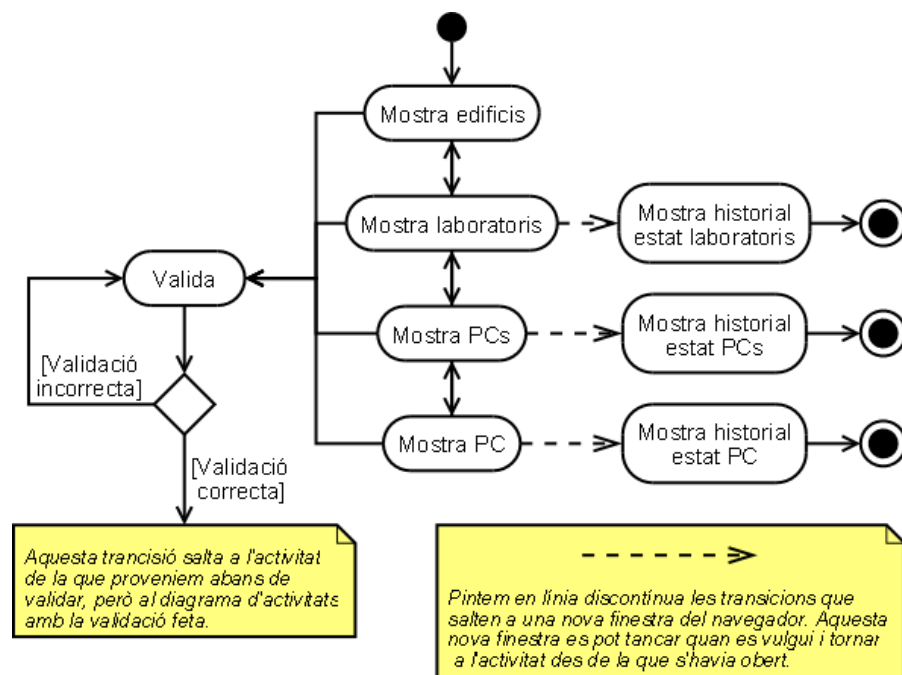 Mostra edificis
Mostra laboratoris
Mostra historial
estat laboratoris
Valida
Mostra PCs
Mostra historial
estat PCs
[Validació
incorrecta]
Mostra PC
Mostra historial
estat PC
[Validació
correcta]
Aquesta trancisió salta a l'activitat
de la que proveniem abans de
validar, però al diagrama d'activitats
amb la validació feta.
Pintem en línia discontínua les transicions que
salten a una nova finestra del navegador. Aquesta
nova finestra es pot tancar quan es vulgui i tornar
a l'activitat des de la que s'havia obert.